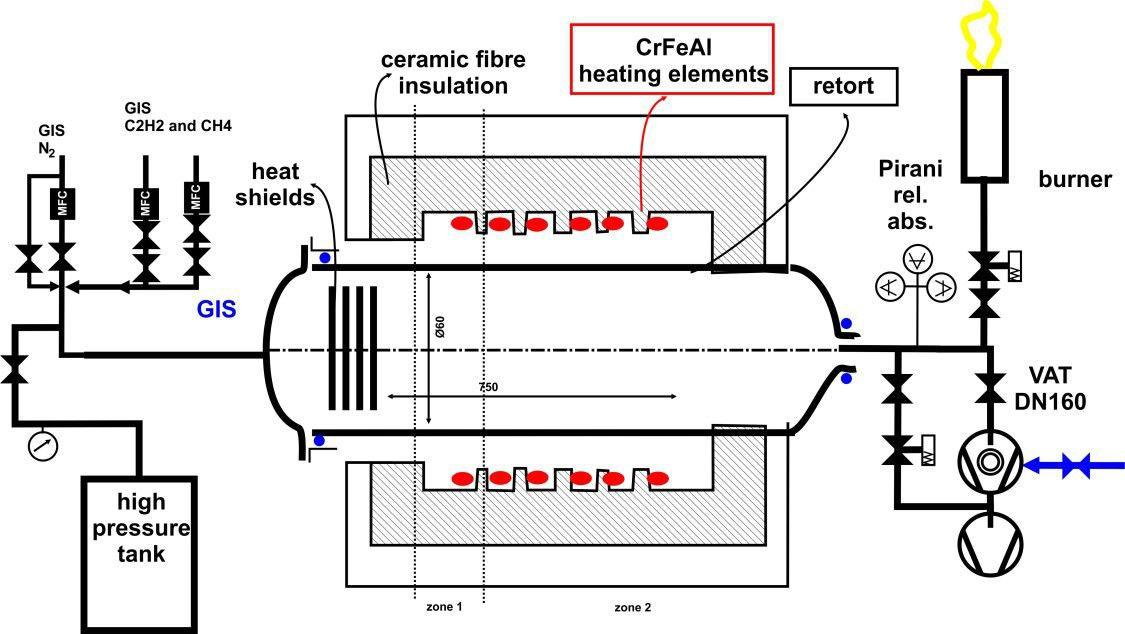 ceramic fibre
insulation
CrFeAl
heating elements
retort
GIS
C2H2 and CH4
GIS
N2
heat
shields
Pirani
rel.
abs.
burner
MFC
MFC
MFC
GIS
Ø60
750
VAT
DN160
high
pressure
tank
zone 1
zone 2